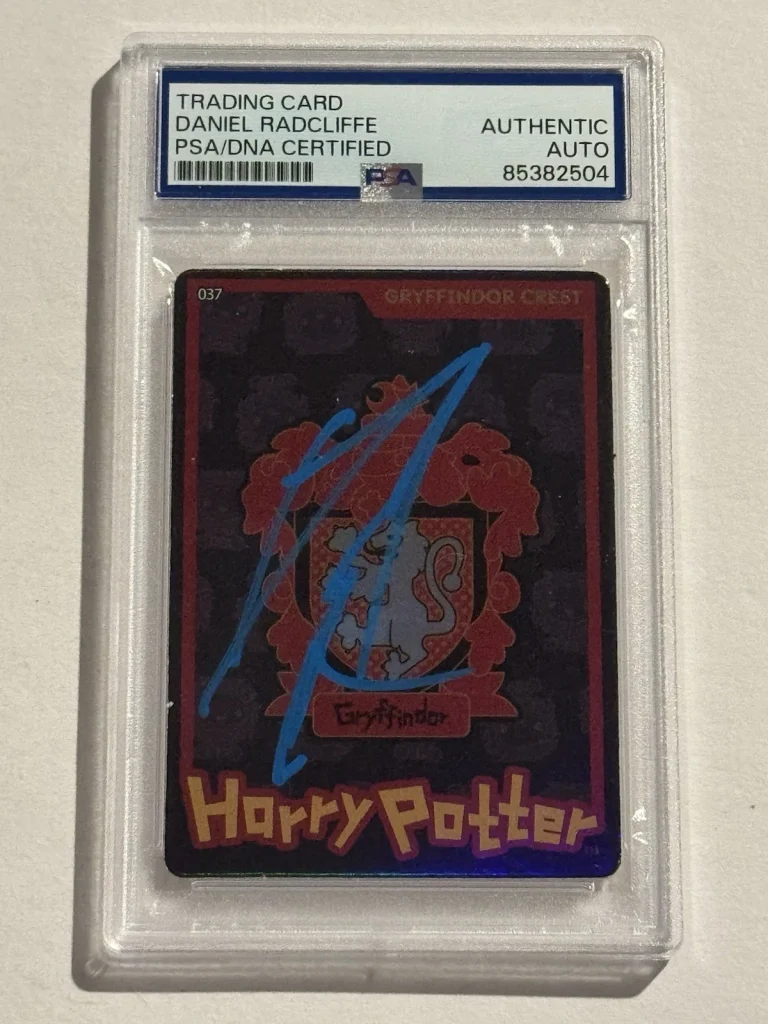 TRADING CARD
DANIEL RADCLIFFE
PSA/DNA CERTIFIED
AUTHENTIC
AUTO
85382504
PSA
037
GRYFFINDOR CREST
Gryffindor
Harry Potter